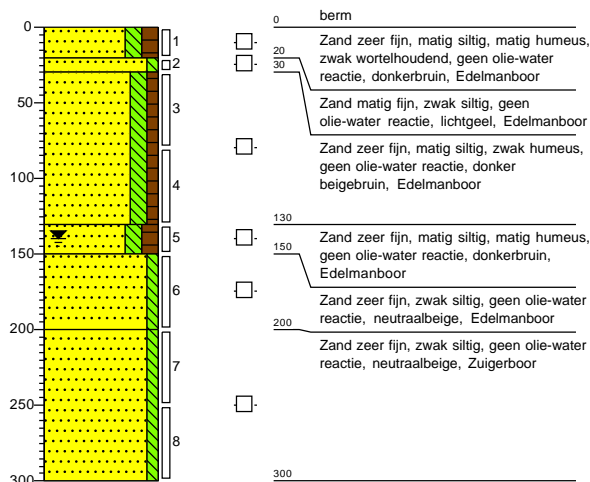 0
50
100
150
200
250
300
1
2
3
4
5
6
7
8
0
berm
Zand zeer fijn, matig siltig, matig humeus,
zwak wortelhoudend, geen olie-water
reactie, donkerbruin, Edelmanboor
20
Zand matig fijn, zwak siltig, geen
olie-water reactie, lichtgeel, Edelmanboor
30
Zand zeer fijn, matig siltig, zwak humeus,
geen olie-water reactie, donker
beigebruin, Edelmanboor
130
Zand zeer fijn, matig siltig, matig humeus,
geen olie-water reactie, donkerbruin,
Edelmanboor
150
Zand zeer fijn, zwak siltig, geen olie-water
reactie, neutraalbeige, Edelmanboor
200
Zand zeer fijn, zwak siltig, geen olie-water
reactie, neutraalbeige, Zuigerboor
300